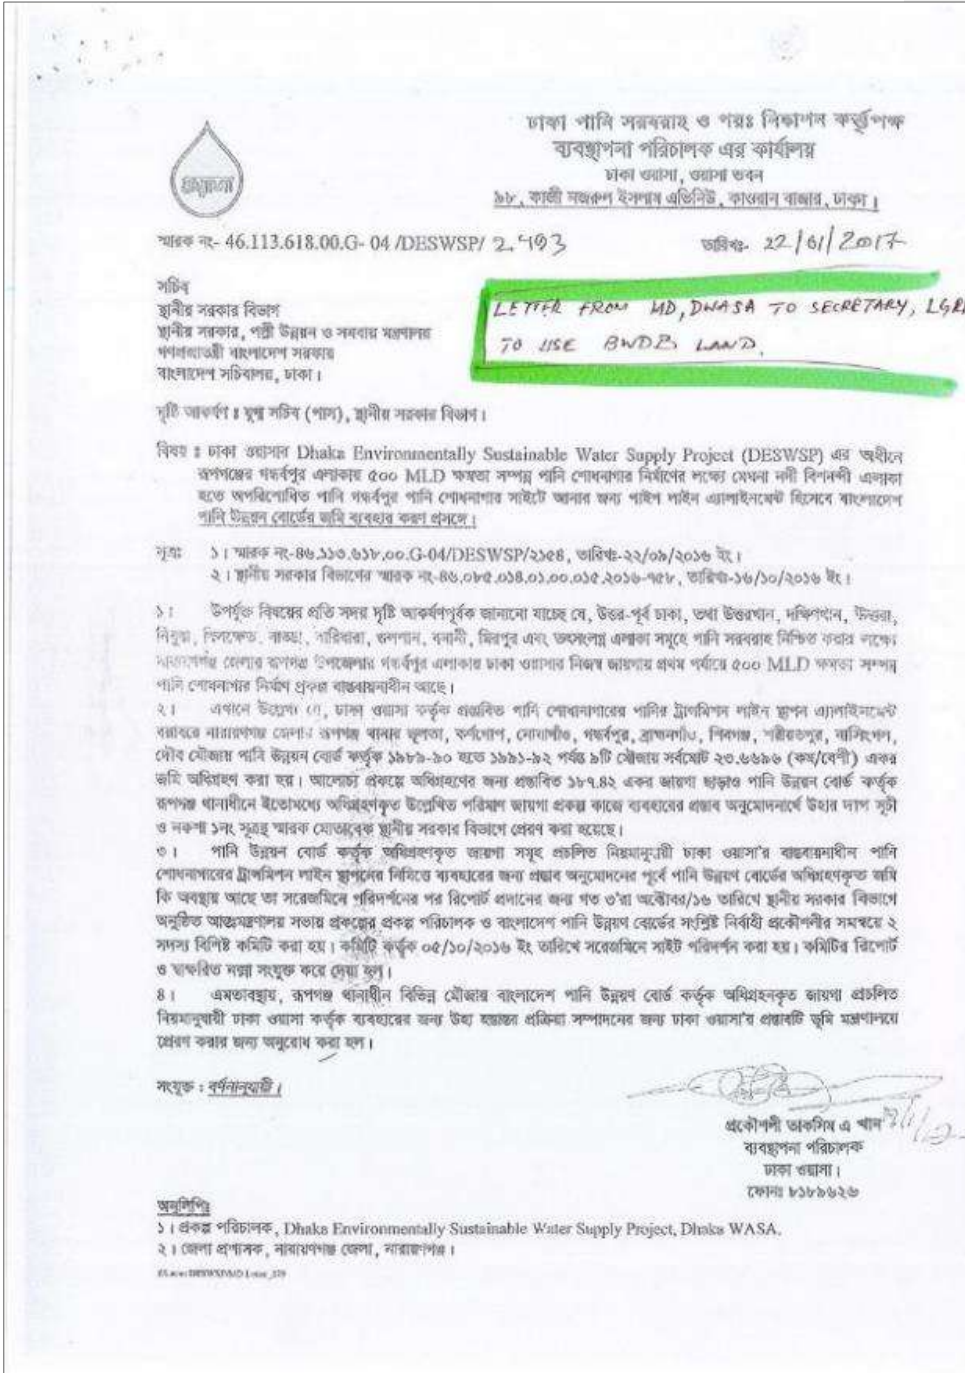 ঢাকা পানি সরবরাহ ও পয়ঃ নিষ্কাশন কর্তৃপক্ষ
ব্যবস্থাপনা পরিচালক এর কার্যালয়
ঢাকা ওয়াসা, ওয়াসা ভবন
৯৮, কাজী নজরুল ইসলাম এভিনিউ, কাওরান বাজার, ঢাকা।
স্মারক নং- 46.113.618.00.G- 04 /DESWSP/ 2,493 তারিখঃ- 22/01/2017
সচিব
স্থানীয় সরকার বিভাগ
স্থানীয় সরকার, পল্লী উন্নয়ন ও সমবায় মন্ত্রণালয়
গণপ্রজাতন্ত্রী বাংলাদেশ সরকার
বাংলাদেশ সচিবালয়, ঢাকা।
LETTER FROM MD, DWASA TO SECRETARY, LGRD
TO USE BWDB LAND.
দৃষ্টি আকর্ষণ ঃ যুগ্ম সচিব (পাস), স্থানীয় সরকার বিভাগ।
বিষয় ঃ ঢাকা ওয়াসার Dhaka Environmentally Sustainable Water Supply Project (DESWSP) এর অধীনে
রূপগঞ্জের গন্ধর্বপুর এলাকায় ৫০০ MLD ক্ষমতা সম্পন্ন পানি শোধনাগার নির্মাণের লক্ষ্যে মেঘনা নদী বিশনন্দী এলাকা
হতে অপরিশোধিত পানি গন্ধর্বপুর পানি শোধনাগার সাইটে আনার জন্য পাইপ লাইন এ্যালাইনমেন্ট হিসেবে বাংলাদেশ
পানি উন্নয়ন বোর্ডের জমি ব্যবহার করণ প্রসঙ্গে।
সূত্রঃ ১। স্মারক নং-৪৬.১১৩.৬১৮.০০.G-04/DESWSP/২১৫৪, তারিখঃ-২২/০৯/২০১৬ ইং।
২। স্থানীয় সরকার বিভাগের স্মারক নং-৪৬.০৮৫.০১৪.০১.০০.০১৫.২০১৬-৭৫৮, তারিখঃ-১৬/১০/২০১৬ ইং।
১। উপর্যুক্ত বিষয়ের প্রতি সদয় দৃষ্টি আকর্ষণপূর্বক জানানো যাচ্ছে যে, উত্তর-পূর্ব ঢাকা, তথা উত্তরখান, দক্ষিণখান, উত্তরা,
নিকুঞ্জ, খিলক্ষেত, বাড্ডা, বারিধারা, গুলশান, বনানী, মিরপুর এবং তৎসংলগ্ন এলাকা সমূহে পানি সরবরাহ নিশ্চিত করার লক্ষ্যে
নারায়ণগঞ্জ জেলার রূপগঞ্জ উপজেলার গন্ধর্বপুর এলাকায় ঢাকা ওয়াসার নিজস্ব জায়গায় প্রথম পর্যায়ে ৫০০ MLD ক্ষমতা সম্পন্ন
পানি শোধনাগার নির্মাণ প্রকল্প বাস্তবায়নাধীন আছে।
২। এখানে উল্লেখ্য যে, ঢাকা ওয়াসা কর্তৃক প্রস্তাবিত পানি শোধনাগারের পানির ট্রান্সমিশন লাইন স্থাপন এ্যালাইনমেন্ট
বরাবরে নারায়ণগঞ্জ জেলার রূপগঞ্জ থানার ভূলতা, কর্ণগোপ, গন্ধর্বপুর, ব্রাহ্মনগাঁও, শিবগঞ্জ,
মৌজায় পানি উন্নয়ন বোর্ড কর্তৃক ১৯৮৯-৯০ হতে ১৯৯১-৯২ পর্যন্ত ৯টি মৌজায় সর্বমোট ২৩.৬৬৯৬ (কম/বেশী) একর
জমি অধিগ্রহণ করা হয়। আলোচ্য প্রকল্পে অধিগ্রহণের জন্য প্রস্তাবিত ১৮৭.৪২ একর জায়গা ছাড়াও পানি উন্নয়ন বোর্ড কর্তৃক
রূপগঞ্জ থানাধীনে ইতোমধ্যে অধিগ্রহণকৃত উল্লেখিত পরিমাণ জায়গা প্রকল্প কাজে ব্যবহারের প্রস্তাব অনুমোদনার্থে উহার দাগ সূচী
ও নকশা ১নং সূত্রস্থ স্মারক মোতাবেক স্থানীয় সরকার বিভাগে প্রেরণ করা হয়েছে।
৩। পানি উন্নয়ন বোর্ড কর্তৃক অধিগ্রহণকৃত জায়গা সমূহ প্রচলিত নিয়মানুযায়ী ঢাকা ওয়াসা'র বাস্তবায়নাধীন পানি
শোধনাগারের ট্রান্সমিশন লাইন স্থাপনের নিমিত্তে ব্যবহারের জন্য প্রস্তাব অনুমোদনের পূর্বে পানি উন্নয়ণ বোর্ডের অধিগ্রহণকৃত জমি
কি অবস্থায় আছে তা সরেজমিনে পরিদর্শনের পর রিপোর্ট প্রদানের জন্য গত ৩'রা অক্টোবর/১৬ তারিখে স্থানীয় সরকার বিভাগে
অনুষ্ঠিত আন্তঃমন্ত্রণালয় সভায় প্রকল্পের প্রকল্প পরিচালক ও বাংলাদেশ পানি উন্নয়ণ বোর্ডের সংশ্লিষ্ট নির্বাহী প্রকৌশলীর সমন্বয়ে ২
সদস্য বিশিষ্ট কমিটি করা হয়। কমিটি কর্তৃক ০৫/১০/২০১৬ ইং তারিখে সরেজমিনে সাইট পরিদর্শন করা হয়। কমিটির রিপোর্ট
ও স্বাক্ষরিত নক্সা সংযুক্ত করে দেয়া হল।
৪। এমতাবস্থায়, রূপগঞ্জ থানাধীন বিভিন্ন মৌজার বাংলাদেশ পানি উন্নয়ণ বোর্ড কর্তৃক অধিগ্রহনকৃত জায়গা প্রচলিত
নিয়মানুযায়ী ঢাকা ওয়াসা কর্তৃক ব্যবহারের জন্য উহা হস্তান্তর প্রক্রিয়া সম্পাদনের জন্য ঢাকা ওয়াসা'র প্রস্তাবটি ভূমি মন্ত্রণালয়ে
প্রেরণ করার জন্য অনুরোধ করা হল।
সংযুক্ত : বর্ণনানুযায়ী।
প্রকৌশলী তাকসিম এ খান
ব্যবস্থাপনা পরিচালক
ঢাকা ওয়াসা।
ফোনঃ ৮১৮৯৬২৬
অনুলিপিঃ
১। প্রকল্প পরিচালক, Dhaka Environmentally Sustainable Water Supply Project, Dhaka WASA.
২। জেলা প্রশাসক, নারায়ণগঞ্জ জেলা, নারায়ণগঞ্জ।